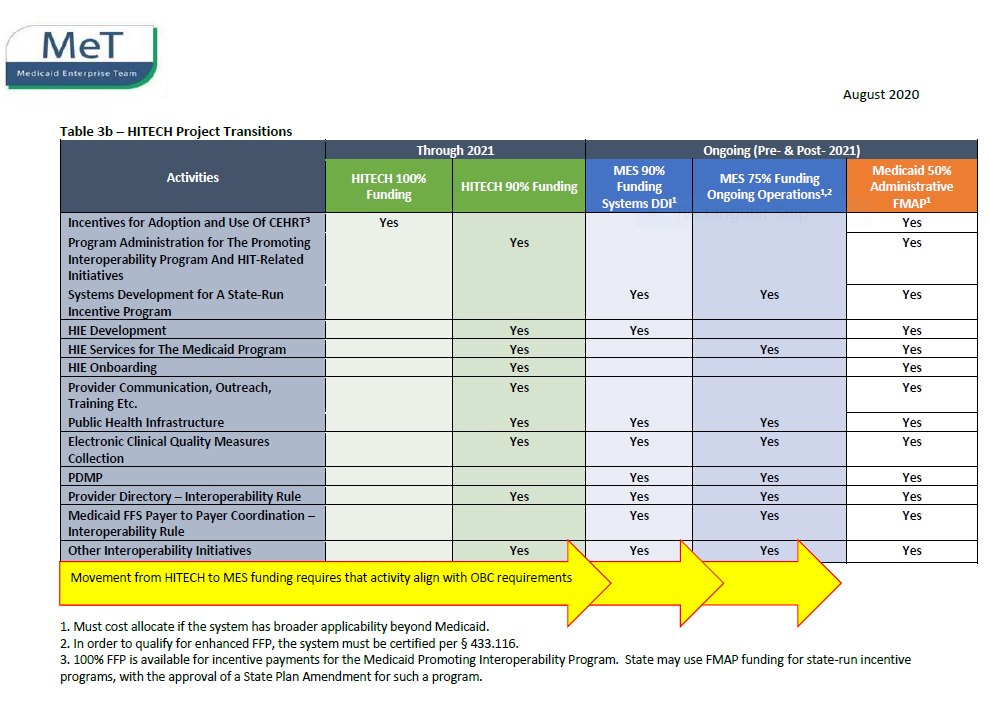 MeT
Medicaid Enterprise Team
August 2020
Table 3b – HITECH Project Transitions
Activities
Through 2021
Ongoing (Pre- & Post- 2021)
HITECH 100%
Funding
HITECH 90% Funding
MES 90%
Funding
Systems DDI¹
MES 75% Funding
Ongoing Operations¹,²
Medicaid 50%
Administrative
FMAP¹
Incentives for Adoption and Use Of CEHRT³ Yes Yes
Program Administration for The Promoting Yes Yes
Interoperability Program And HIT-Related
Initiatives
Systems Development for A State-Run Yes Yes Yes
Incentive Program
HIE Development Yes Yes Yes
HIE Services for The Medicaid Program Yes Yes Yes
HIE Onboarding Yes Yes
Provider Communication, Outreach, Yes Yes
Training Etc.
Public Health Infrastructure Yes Yes Yes Yes
Electronic Clinical Quality Measures Yes Yes Yes Yes
Collection
PDMP Yes Yes Yes
Provider Directory – Interoperability Rule Yes Yes Yes Yes
Medicaid FFS Payer to Payer Coordination – Yes Yes Yes
Interoperability Rule
Other Interoperability Initiatives Yes Yes Yes Yes
Movement from HITECH to MES funding requires that activity align with OBC requirements
1. Must cost allocate if the system has broader applicability beyond Medicaid.
2. In order to qualify for enhanced FFP, the system must be certified per § 433.116.
3. 100% FFP is available for incentive payments for the Medicaid Promoting Interoperability Program. State may use FMAP funding for state-run incentive
programs, with the approval of a State Plan Amendment for such a program.